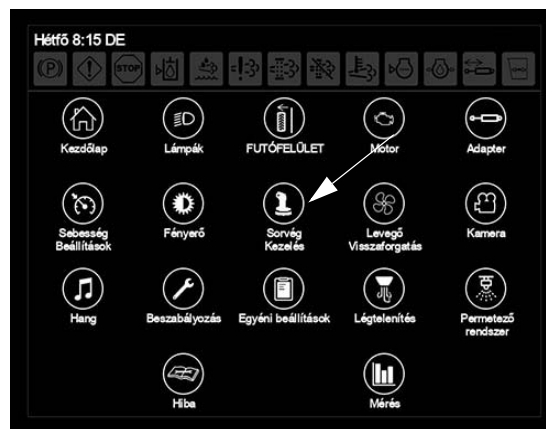 Hétfő 8:15 DE
(P) STOP
Kezdőlap Lámpák FUTÓFELÜLET Motor Adapter
Sebesség Beállítások Fényerő Sorvég Kezelés Levegő Visszaforgatás Kamera
Hang Beszabályozás Egyéni beállítások Légtelenítés Permetező rendszer
Hiba Mérés